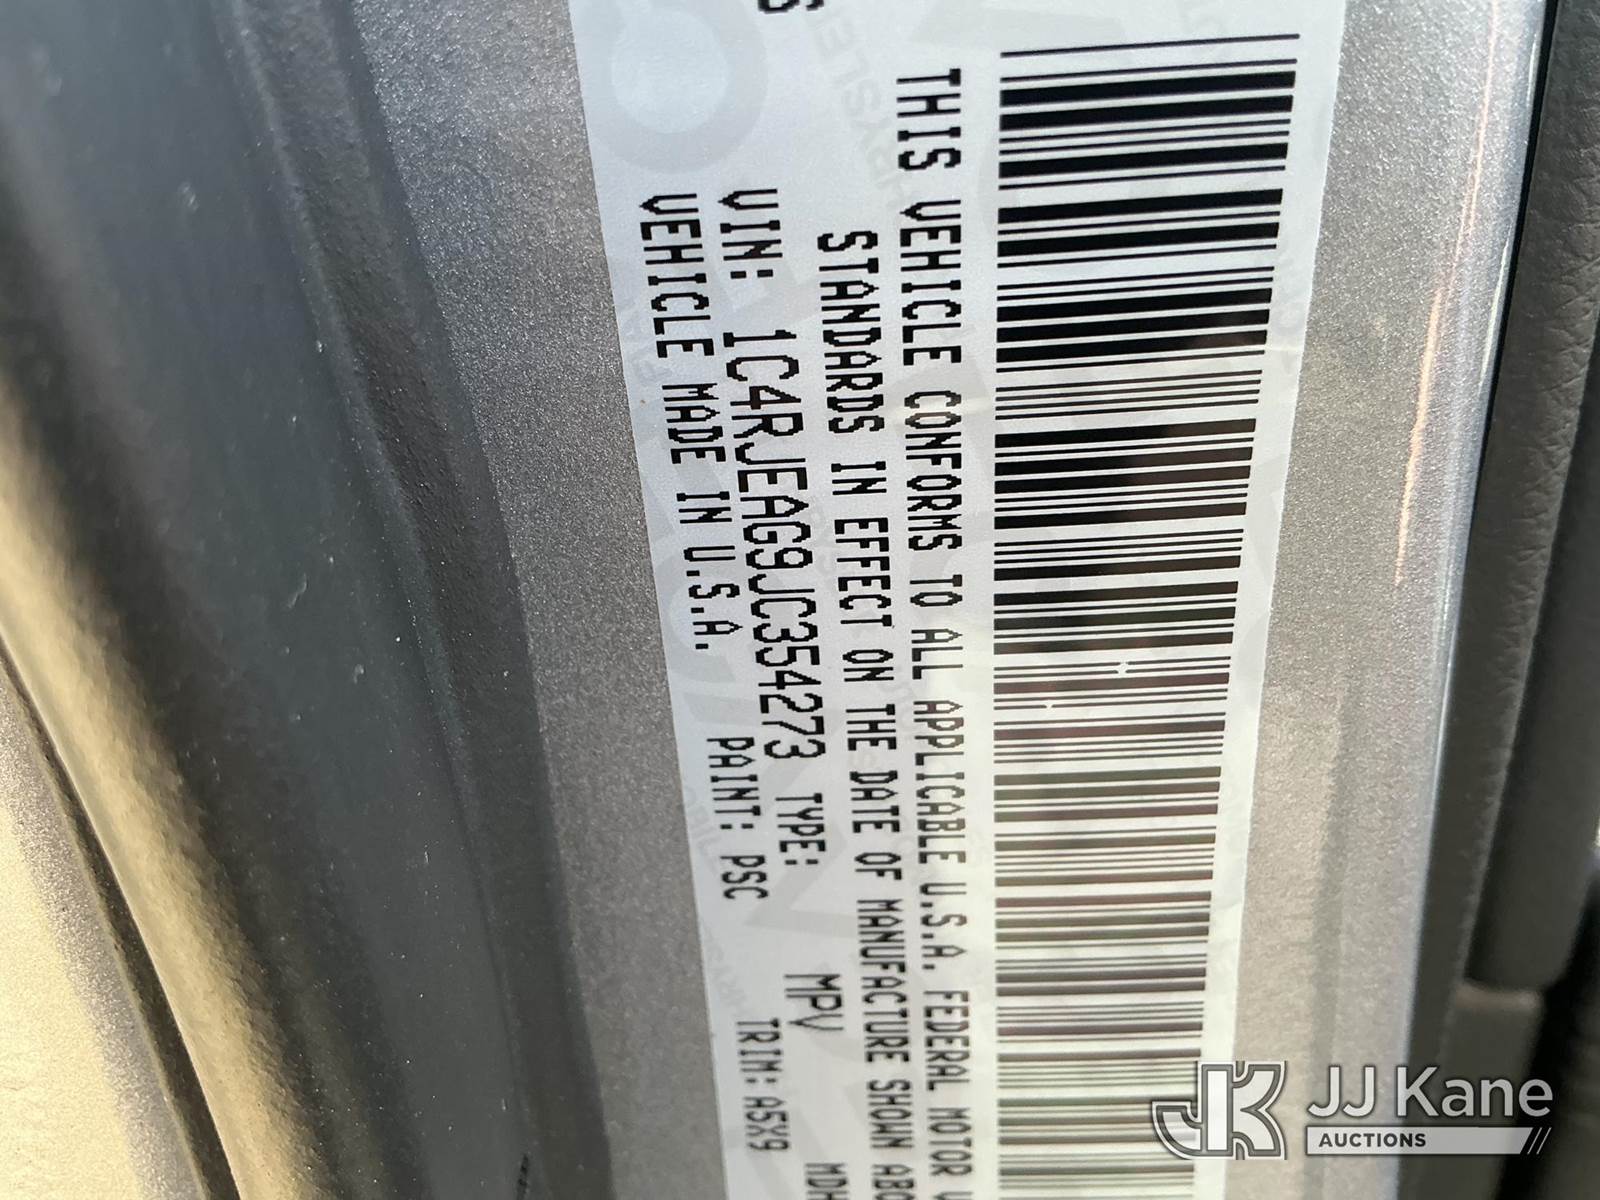 THIS VEHICLE CONFORMS TO ALL APPLICABLE U.S.A. FEDERAL MOTOR
STANDARDS IN EFFECT ON THE DATE OF MANUFACTURE SHOWN
VIN: 1C4RJEAG9JC354273 TYPE: MPV
VEHICLE MADE IN U.S.A. PAINT: PSC TRIM: A5X9
JJ Kane
AUCTIONS